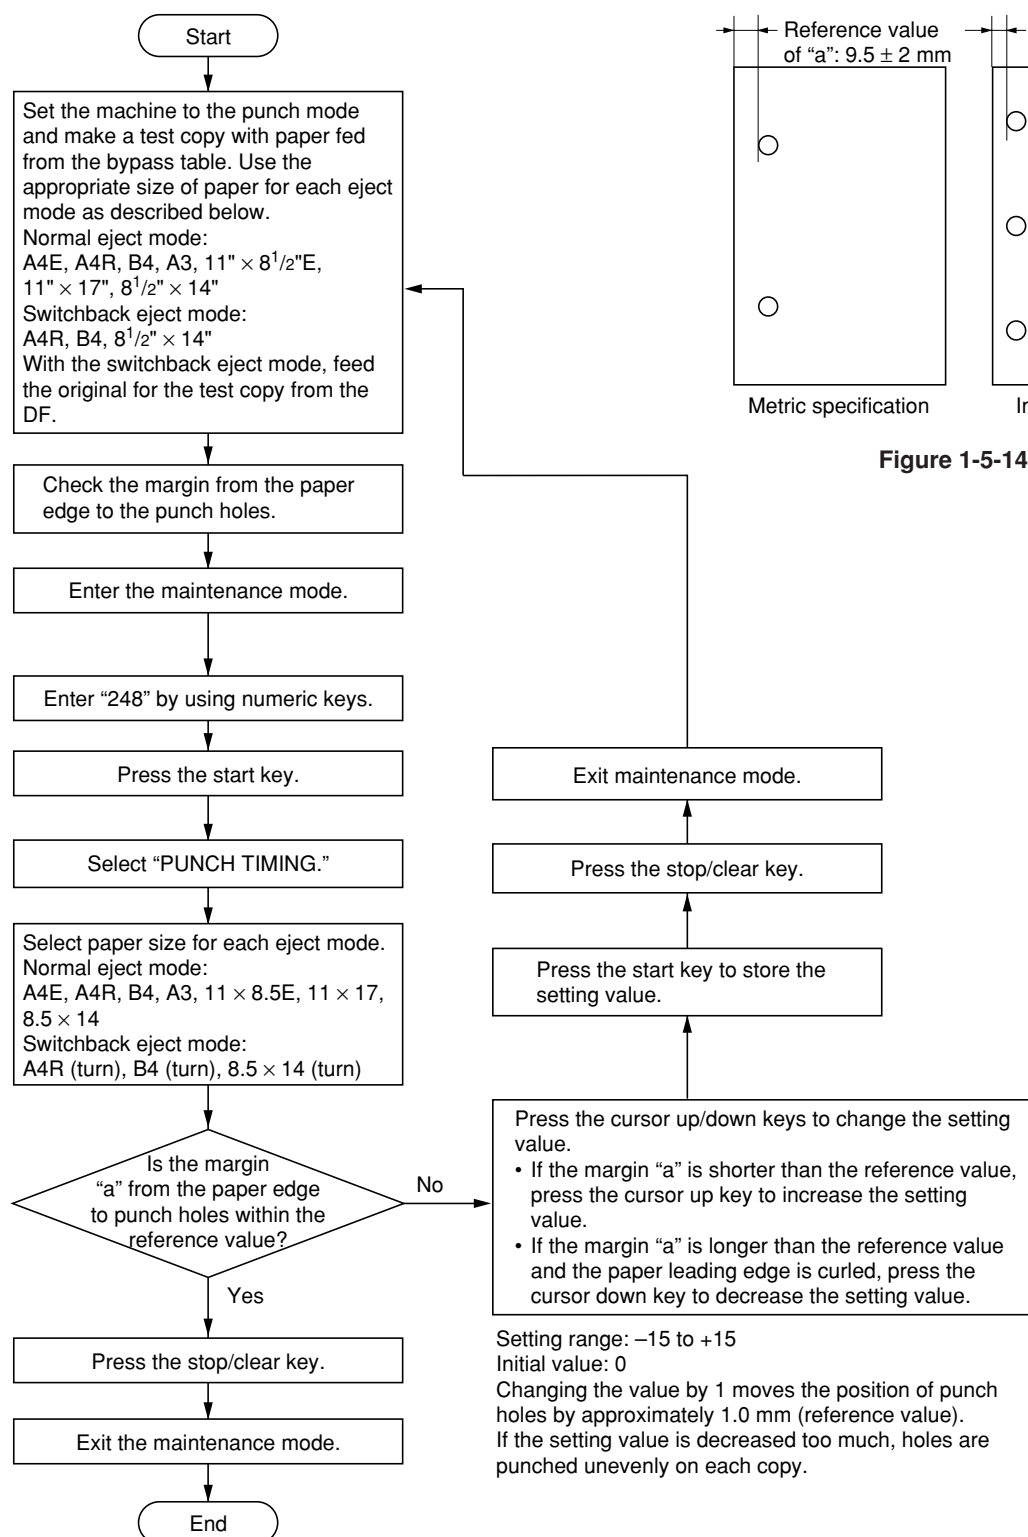 Start
Set the machine to the punch mode
and make a test copy with paper fed
from the bypass table. Use the
appropriate size of paper for each eject
mode as described below.
Normal eject mode:
A4E, A4R, B4, A3, 11" × 8¹/₂"E,
11" × 17", 8¹/₂" × 14"
Switchback eject mode:
A4R, B4, 8¹/₂" × 14"
With the switchback eject mode, feed
the original for the test copy from the
DF.
Check the margin from the paper
edge to the punch holes.
Enter the maintenance mode.
Enter “248” by using numeric keys.
Press the start key.
Select “PUNCH TIMING.”
Select paper size for each eject mode.
Normal eject mode:
A4E, A4R, B4, A3, 11 × 8.5E, 11 × 17,
8.5 × 14
Switchback eject mode:
A4R (turn), B4 (turn), 8.5 × 14 (turn)
Is the margin
“a” from the paper edge
to punch holes within the
reference value?
No
Yes
Press the stop/clear key.
Exit the maintenance mode.
End
Reference value
of “a”: 9.5 ± 2 mm
Metric specification
In
Figure 1-5-14
Exit maintenance mode.
Press the stop/clear key.
Press the start key to store the
setting value.
Press the cursor up/down keys to change the setting
value.
• If the margin “a” is shorter than the reference value,
press the cursor up key to increase the setting
value.
• If the margin “a” is longer than the reference value
and the paper leading edge is curled, press the
cursor down key to decrease the setting value.
Setting range: –15 to +15
Initial value: 0
Changing the value by 1 moves the position of punch
holes by approximately 1.0 mm (reference value).
If the setting value is decreased too much, holes are
punched unevenly on each copy.